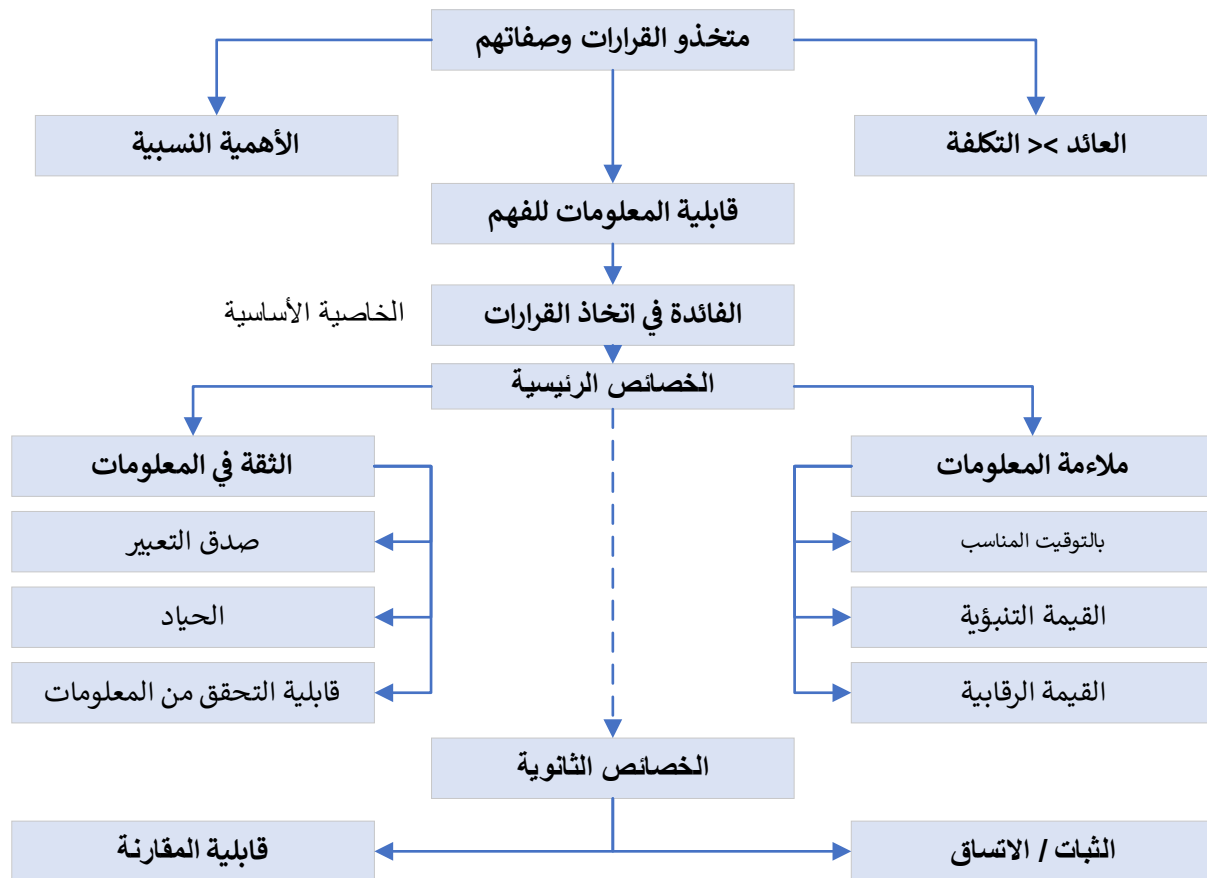 متخذو القرارات وصفاتهم
العائد >< التكلفة
الأهمية النسبية
قابلية المعلومات للفهم
الفائدة في اتخاذ القرارات
الخاصية الأساسية
الخصائص الرئيسية
ملاءمة المعلومات
الثقة في المعلومات
بالتوقيت المناسب
صدق التعبير
القيمة التنبؤية
الحياد
القيمة الرقابية
قابلية التحقق من المعلومات
الخصائص الثانوية
الثبات / الاتساق
قابلية المقارنة